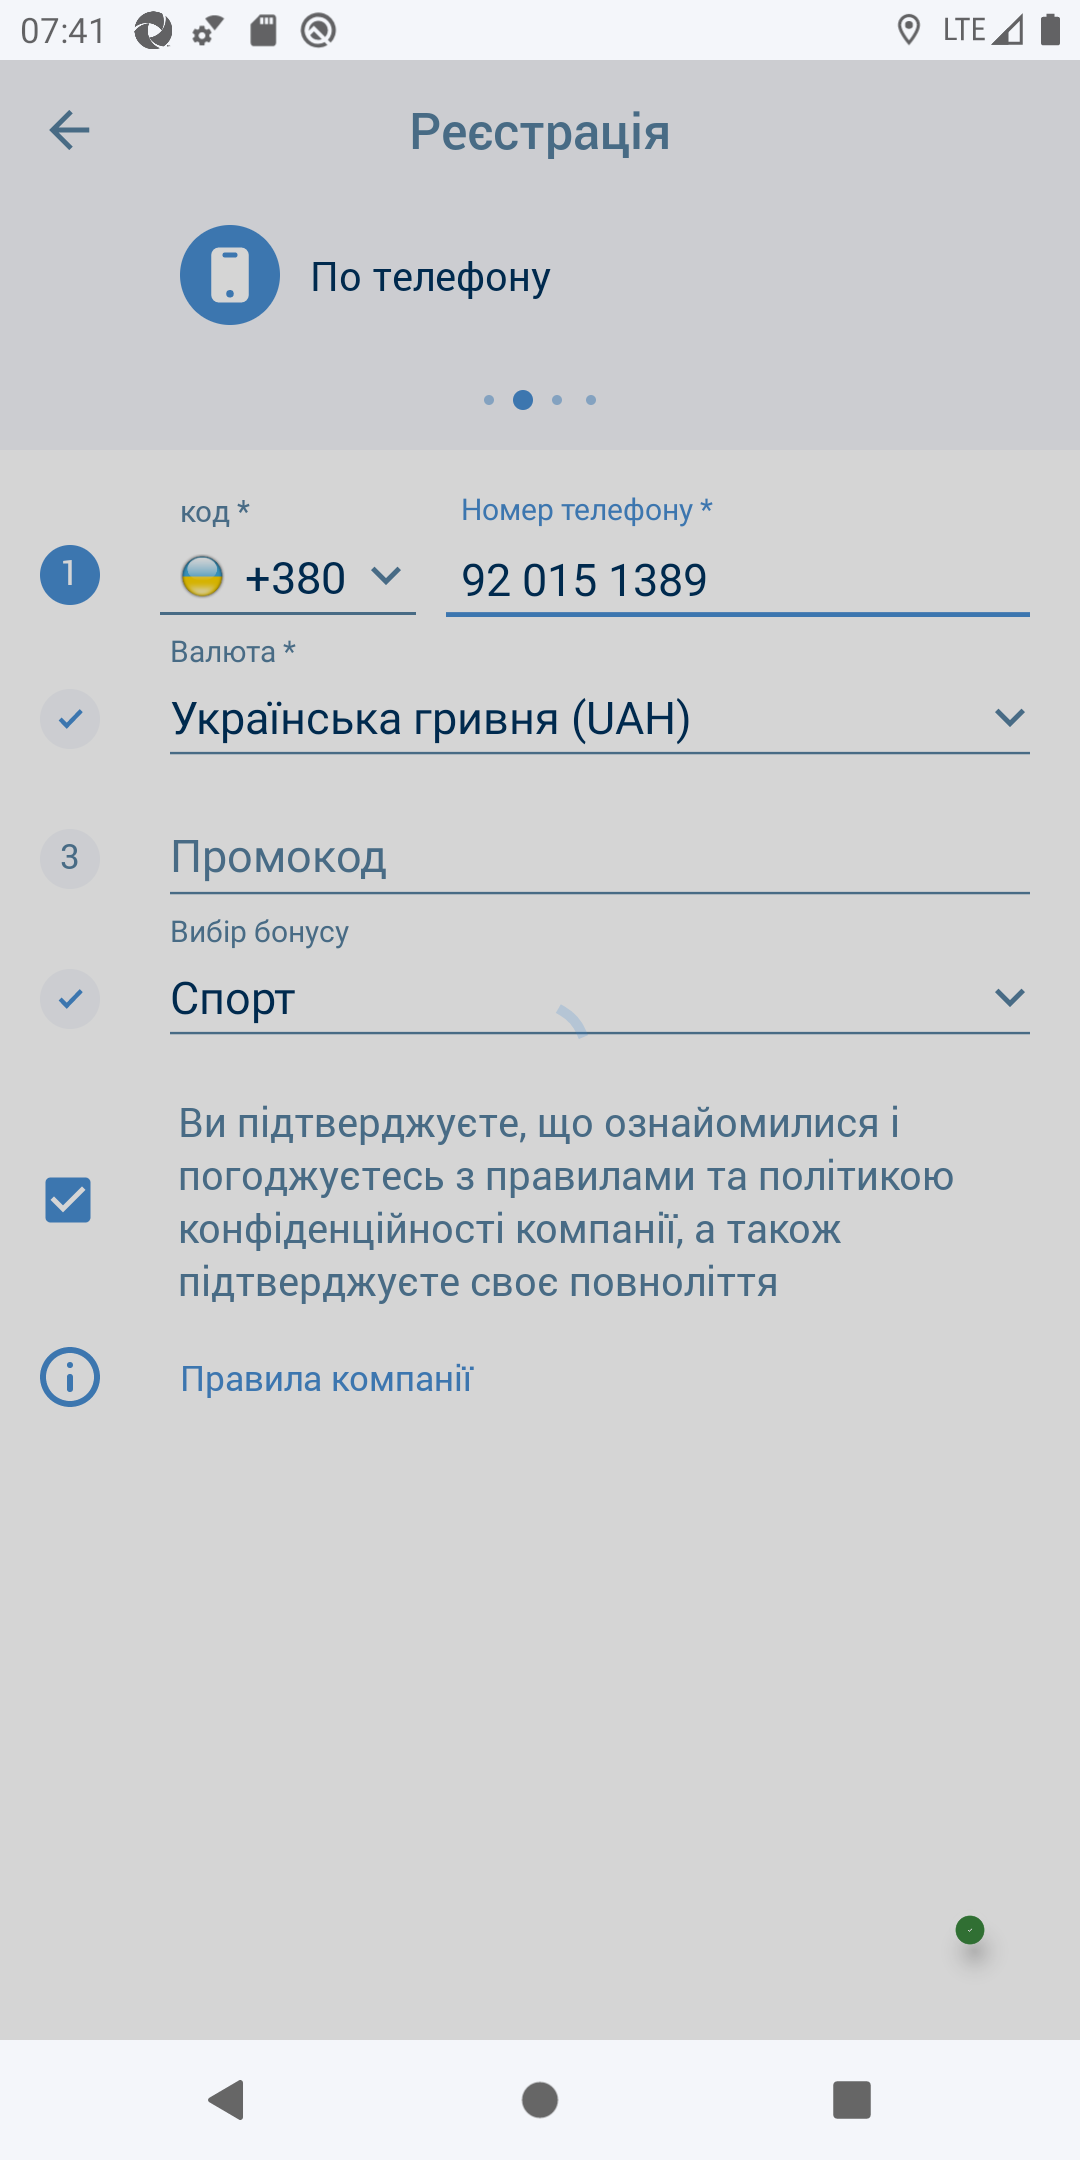 07:41
LTE
Реєстрація
По телефону
код *
Номер телефону *
1
+380
92 015 1389
Валюта *
Українська гривня (UAH)
3
Промокод
Вибір бонусу
Спорт
Ви підтверджуєте, що ознайомилися і
погоджуєтесь з правилами та політикою
конфіденційності компанії, а також
підтверджуєте своє повноліття
Правила компанії